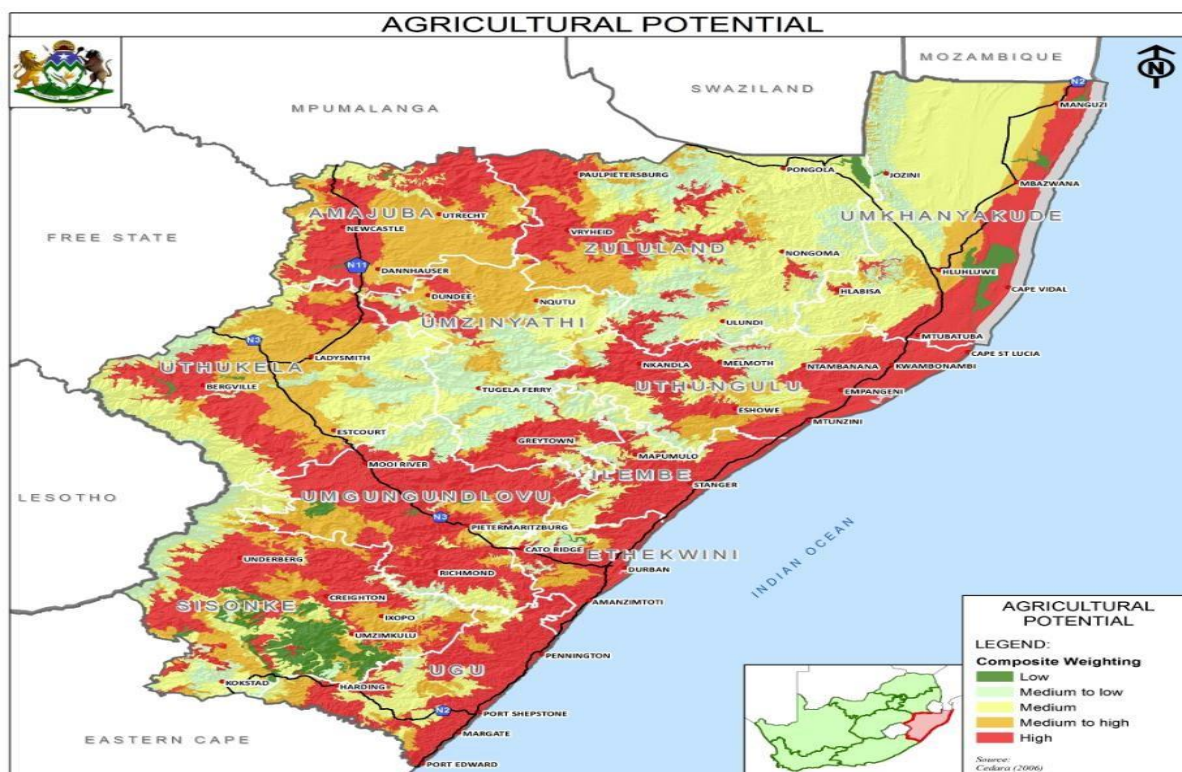 AGRICULTURAL POTENTIAL
MOZAMBIQUE
SWAZILAND
MPUMALANGA
N
N2
MANGUZI
PAULPIETERSBURG
PONGOLA
JOZINI
MBAZWANA
AMAJUBA
UTRECHT
UMKHANYAKUDE
NEWCASTLE
VRYHEID
FREE STATE
ZULULAND
NONGOMA
N11
DANNHAUSER
HLUHLUWE
HLABISA
CAPE VIDAL
DUNDEE
NQUTU
UMZINYATHI
ULUNDI
MTUBATUBA
N3
LADYSMITH
CAPE ST LUCIA
UTHUKELA
NKANDLA
MELMOTH
NTAMBANANA
KWAMBONAMBI
BERGVILLE
TUGELA FERRY
UTHUNGULU
EMPANGENI
ESHOWE
MTUNZINI
ESTCOURT
GREYTOWN
MAPUMULO
MOOI RIVER
ILEMBE
STANGER
LESOTHO
UMGUNGUNDLOVU
N3
PIETERMARITZBURG
CATO RIDGE
ETHEKWINI
DURBAN
INDIAN OCEAN
UNDERBERG
RICHMOND
CREIGHTON
AMANZIMTOTI
SISONKE
IXOPO
UMZIMKULU
PENNINGTON
UGU
KOKSTAD
HARDING
N2
PORT SHEPSTONE
MARGATE
EASTERN CAPE
PORT EDWARD
AGRICULTURAL
POTENTIAL
LEGEND:
Composite Weighting
Low
Medium to low
Medium
Medium to high
High
Source:
Cedara (2006)